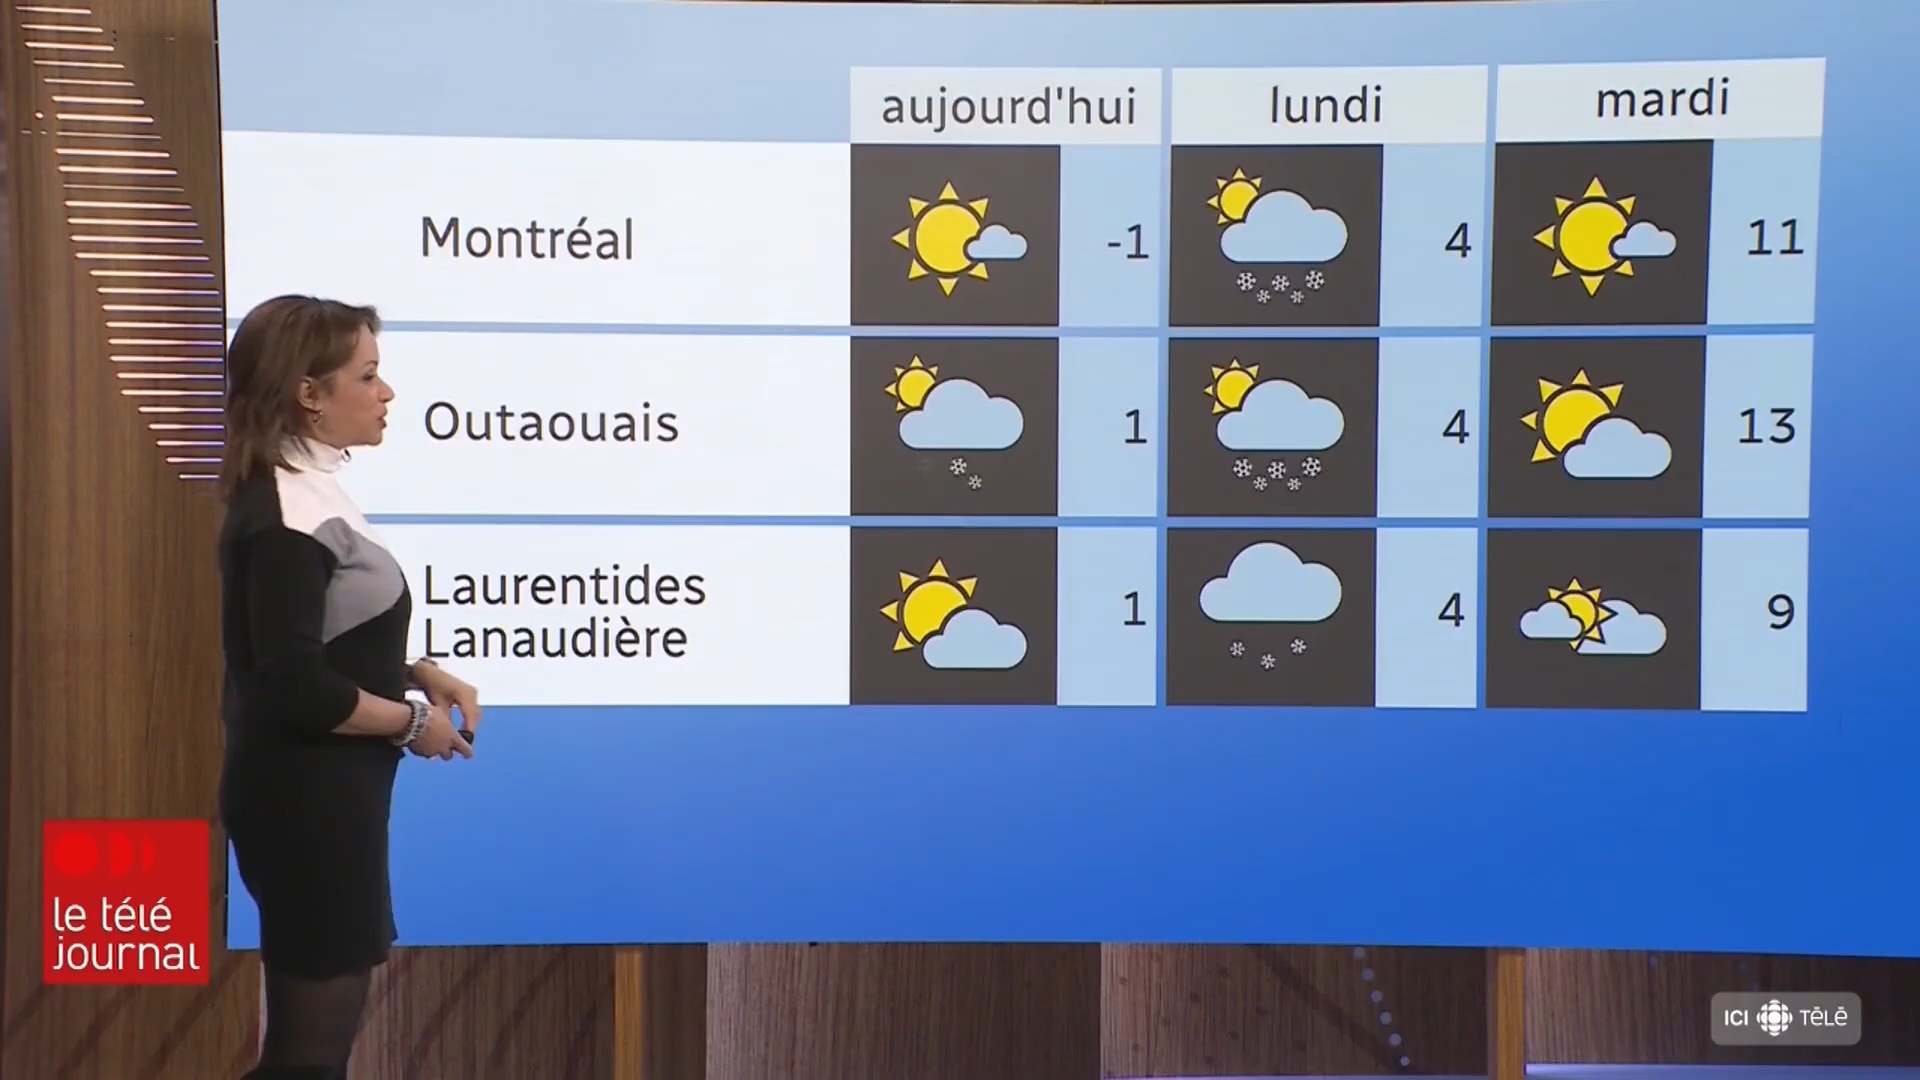 aujourd'hui lundi mardi
Montréal -1 4 11
Outaouais 1 4 13
Laurentides
Lanaudière 1 4 9
le télé
journal
ICI TÉLÉ